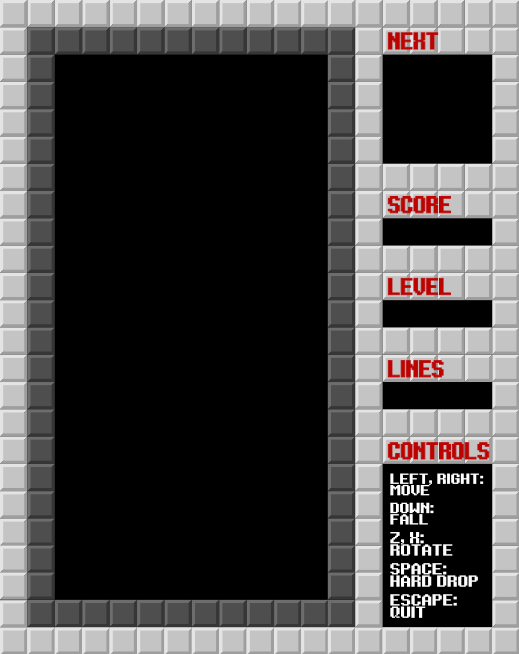 NEXT
SCORE
LEVEL
LINES
CONTROLS
LEFT, RIGHT:
MOVE
DOWN:
FALL
Z, X:
ROTATE
SPACE:
HARD DROP
ESCAPE:
QUIT